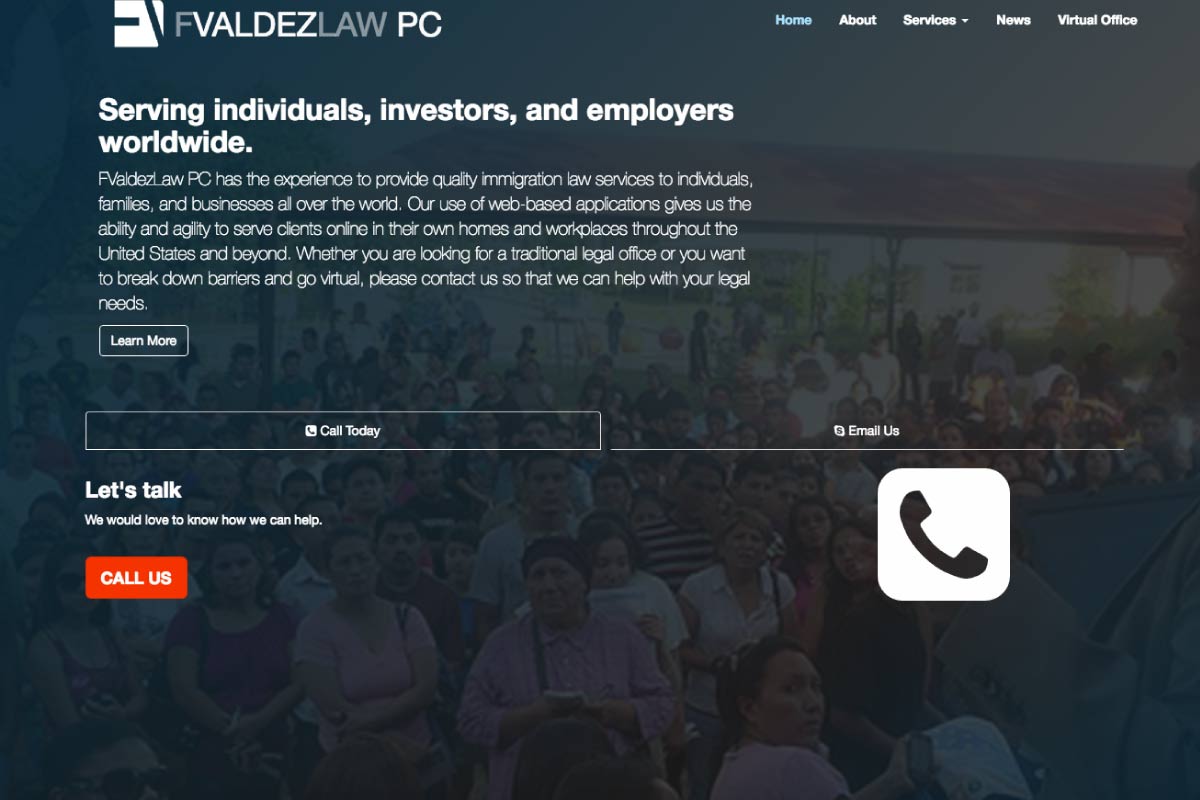 FVALDEZLAW PC
Home About Services News Virtual Office
Serving individuals, investors, and employers
worldwide.
FValdezLaw PC has the experience to provide quality immigration law services to individuals,
families, and businesses all over the world. Our use of web-based applications gives us the
ability and agility to serve clients online in their own homes and workplaces throughout the
United States and beyond. Whether you are looking for a traditional legal office or you want
to break down barriers and go virtual, please contact us so that we can help with your legal
needs.
Learn More
Call Today
Email Us
Let's talk
We would love to know how we can help.
CALL US